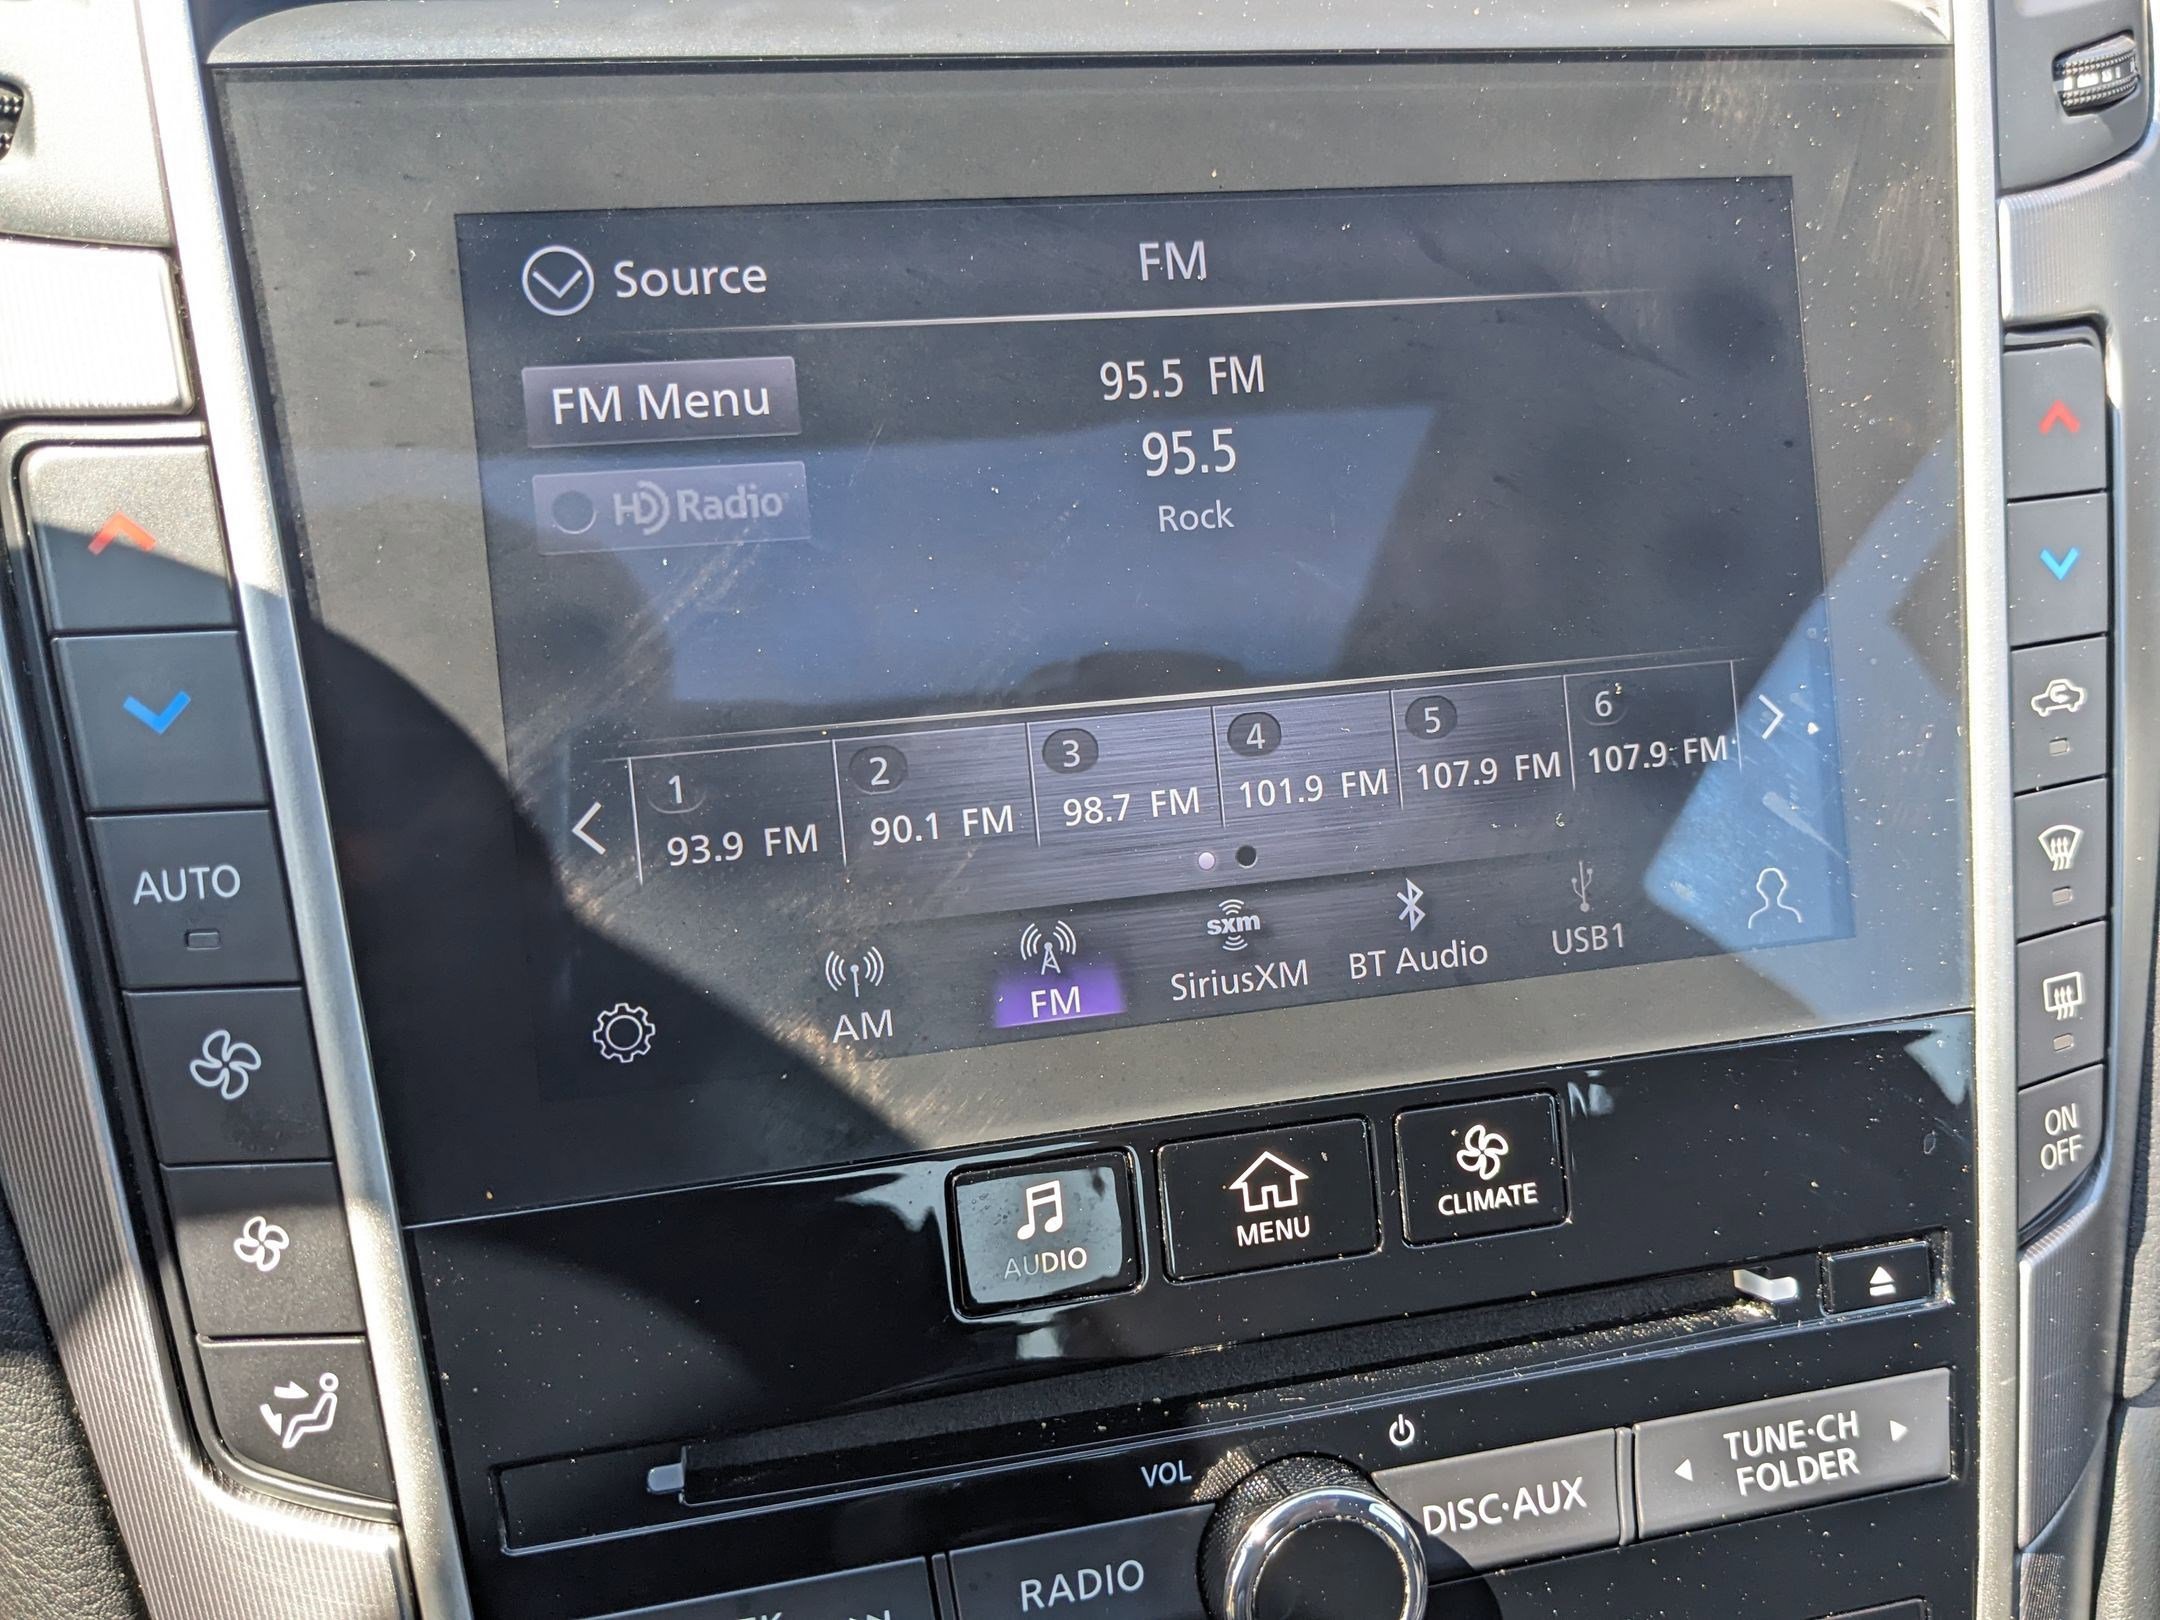 Source
FM
FM Menu
HD Radio
95.5 FM
95.5
Rock
1
93.9 FM
2
90.1 FM
3
98.7 FM
4
101.9 FM
5
107.9 FM
6
107.9 FM
AM
FM
sxm
SiriusXM
BT Audio
USB1
AUTO
ON
OFF
AUDIO
MENU
CLIMATE
VOL
DISC·AUX
TUNE·CH
FOLDER
RADIO